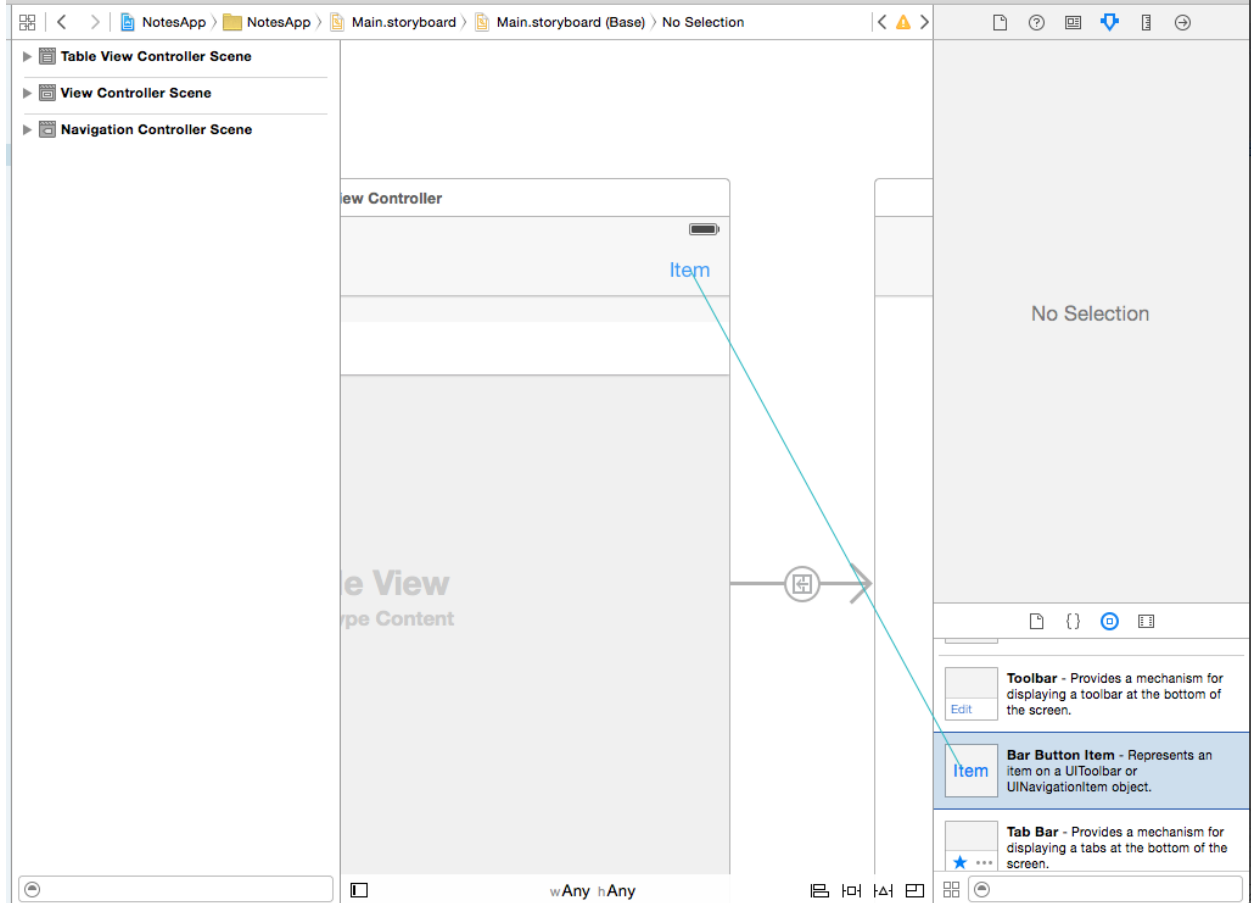 NotesApp NotesApp Main.storyboard Main.storyboard (Base) No Selection
Table View Controller Scene
View Controller Scene
Navigation Controller Scene
iew Controller
Item
le View
ype Content
wAny hAny
No Selection
Edit
Toolbar - Provides a mechanism for
displaying a toolbar at the bottom of
the screen.
Item
Bar Button Item - Represents an
item on a UIToolbar or
UINavigationItem object.
Tab Bar - Provides a mechanism for
displaying a tabs at the bottom of the
screen.